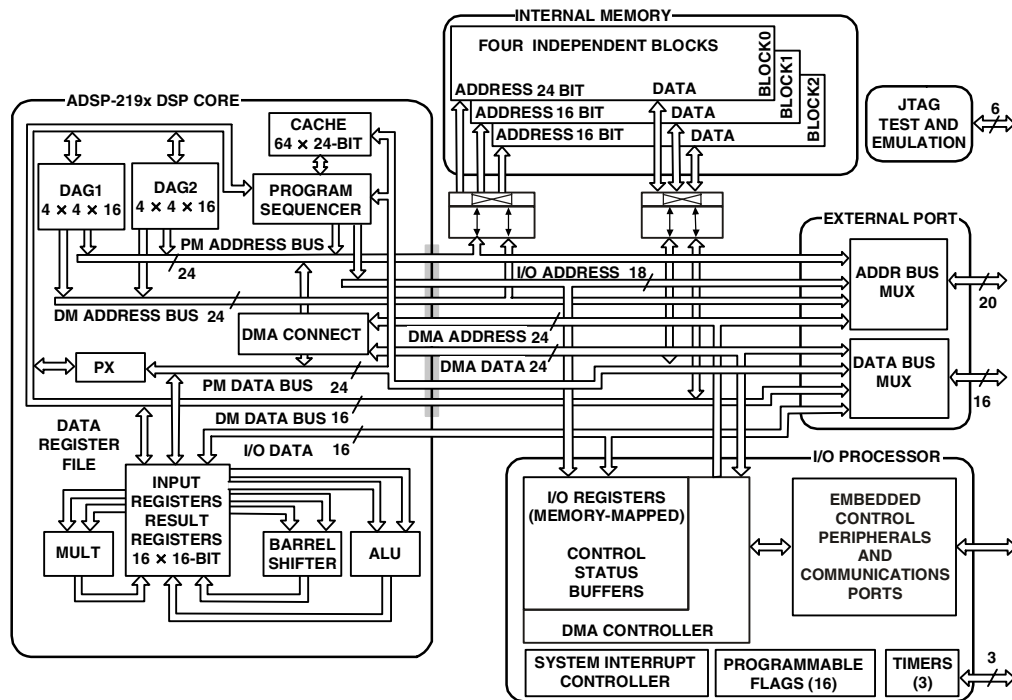 INTERNAL MEMORY
FOUR INDEPENDENT BLOCKS
BLOCK0
BLOCK1
BLOCK2
ADDRESS 24 BIT
DATA
ADDRESS 16 BIT
DATA
ADDRESS 16 BIT
DATA
JTAG
TEST AND
EMULATION
6
ADSP-219x DSP CORE
CACHE
64 × 24-BIT
DAG1
4 × 4 × 16
DAG2
4 × 4 × 16
PROGRAM
SEQUENCER
PM ADDRESS BUS
24
I/O ADDRESS 18
DM ADDRESS BUS 24
DMA CONNECT
DMA ADDRESS 24
DMA DATA 24
PX
PM DATA BUS 24
DM DATA BUS 16
I/O DATA 16
EXTERNAL PORT
ADDR BUS
MUX
20
DATA BUS
MUX
16
DATA
REGISTER
FILE
INPUT
REGISTERS
RESULT
REGISTERS
16 × 16-BIT
MULT
BARREL
SHIFTER
ALU
I/O PROCESSOR
I/O REGISTERS
(MEMORY-MAPPED)
CONTROL
STATUS
BUFFERS
DMA CONTROLLER
EMBEDDED
CONTROL
PERIPHERALS
AND
COMMUNICATIONS
PORTS
SYSTEM INTERRUPT
CONTROLLER
PROGRAMMABLE
FLAGS (16)
TIMERS
(3)
3